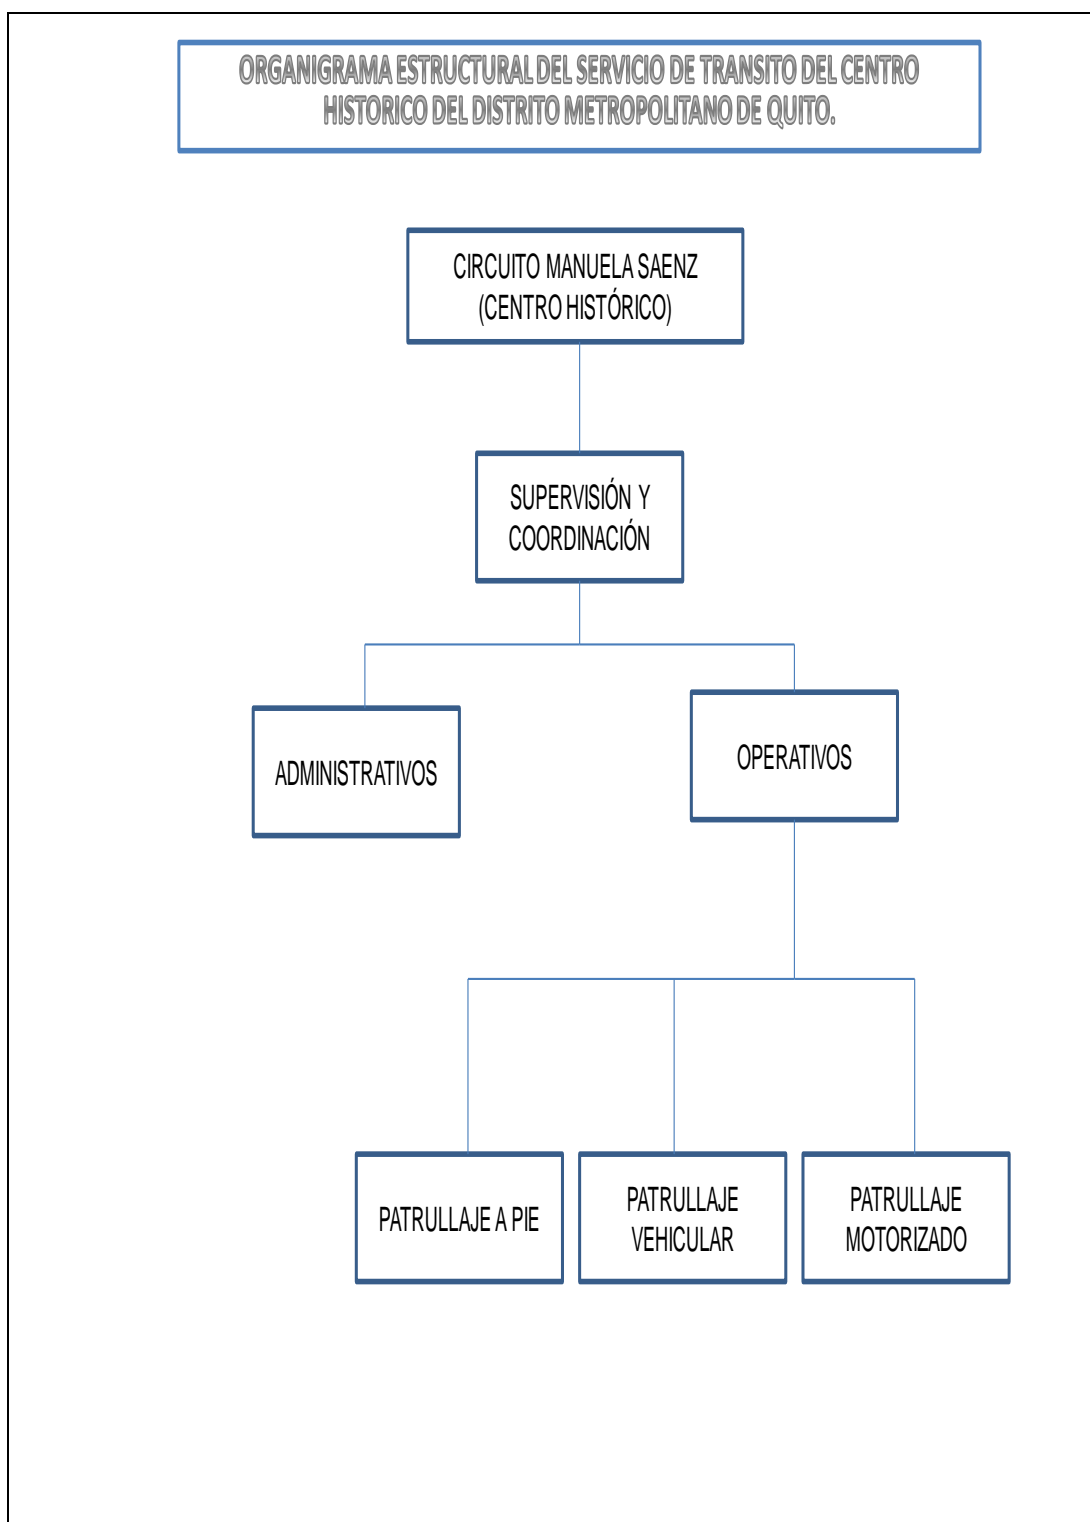 ORGANIGRAMA ESTRUCTURAL DEL SERVICIO DE TRANSITO DEL CENTRO
HISTORICO DEL DISTRITO METROPOLITANO DE QUITO.
CIRCUITO MANUELA SAENZ
(CENTRO HISTÓRICO)
SUPERVISIÓN Y
COORDINACIÓN
ADMINISTRATIVOS
OPERATIVOS
PATRULLAJE A PIE
PATRULLAJE
VEHICULAR
PATRULLAJE
MOTORIZADO